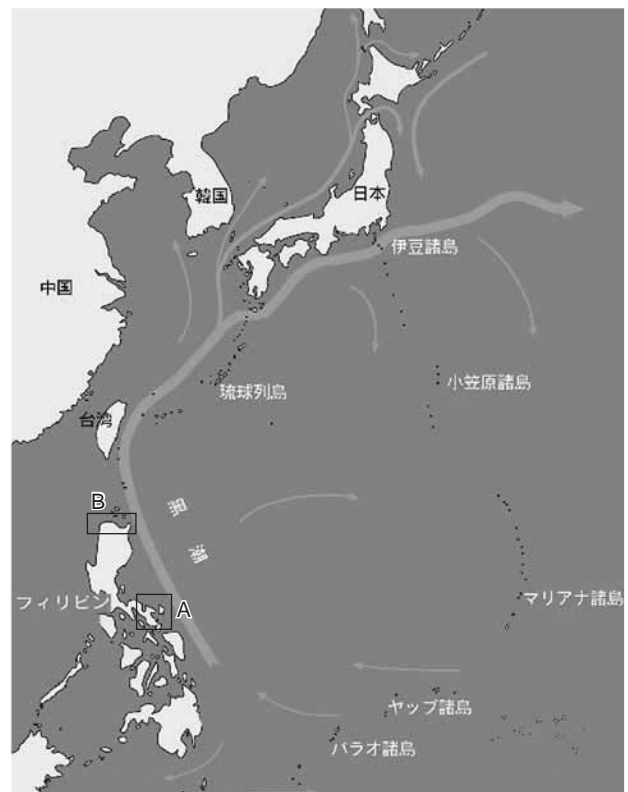 韓国
日本
伊豆諸島
中国
小笠原諸島
琉球列島
台湾
B
黒潮
フィリピン
A
マリアナ諸島
ヤップ諸島
パラオ諸島